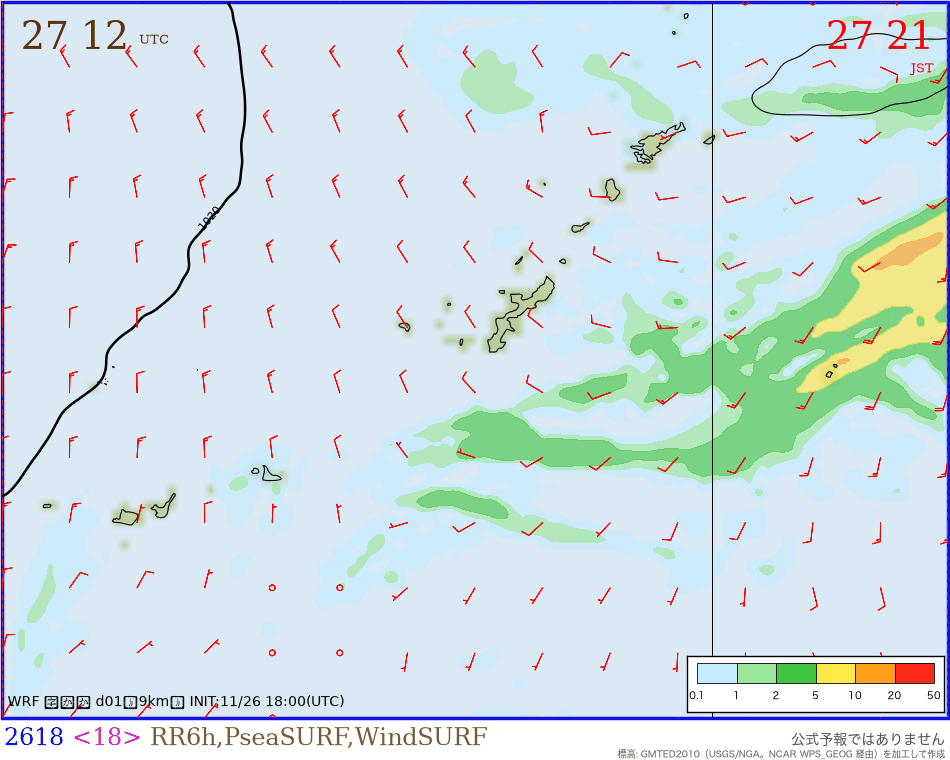 27 12 UTC
27 21
JST
1020
0.1 1 2 5 10 20 50
WRF d01 9km INIT:11/26 18:00(UTC)
2618 <18> RR6h,PseaSURF,WindSURF
公式予報ではありません
標高: GMTED2010（USGS/NGA。NCAR WPS_GEOG 経由）を加工して作成